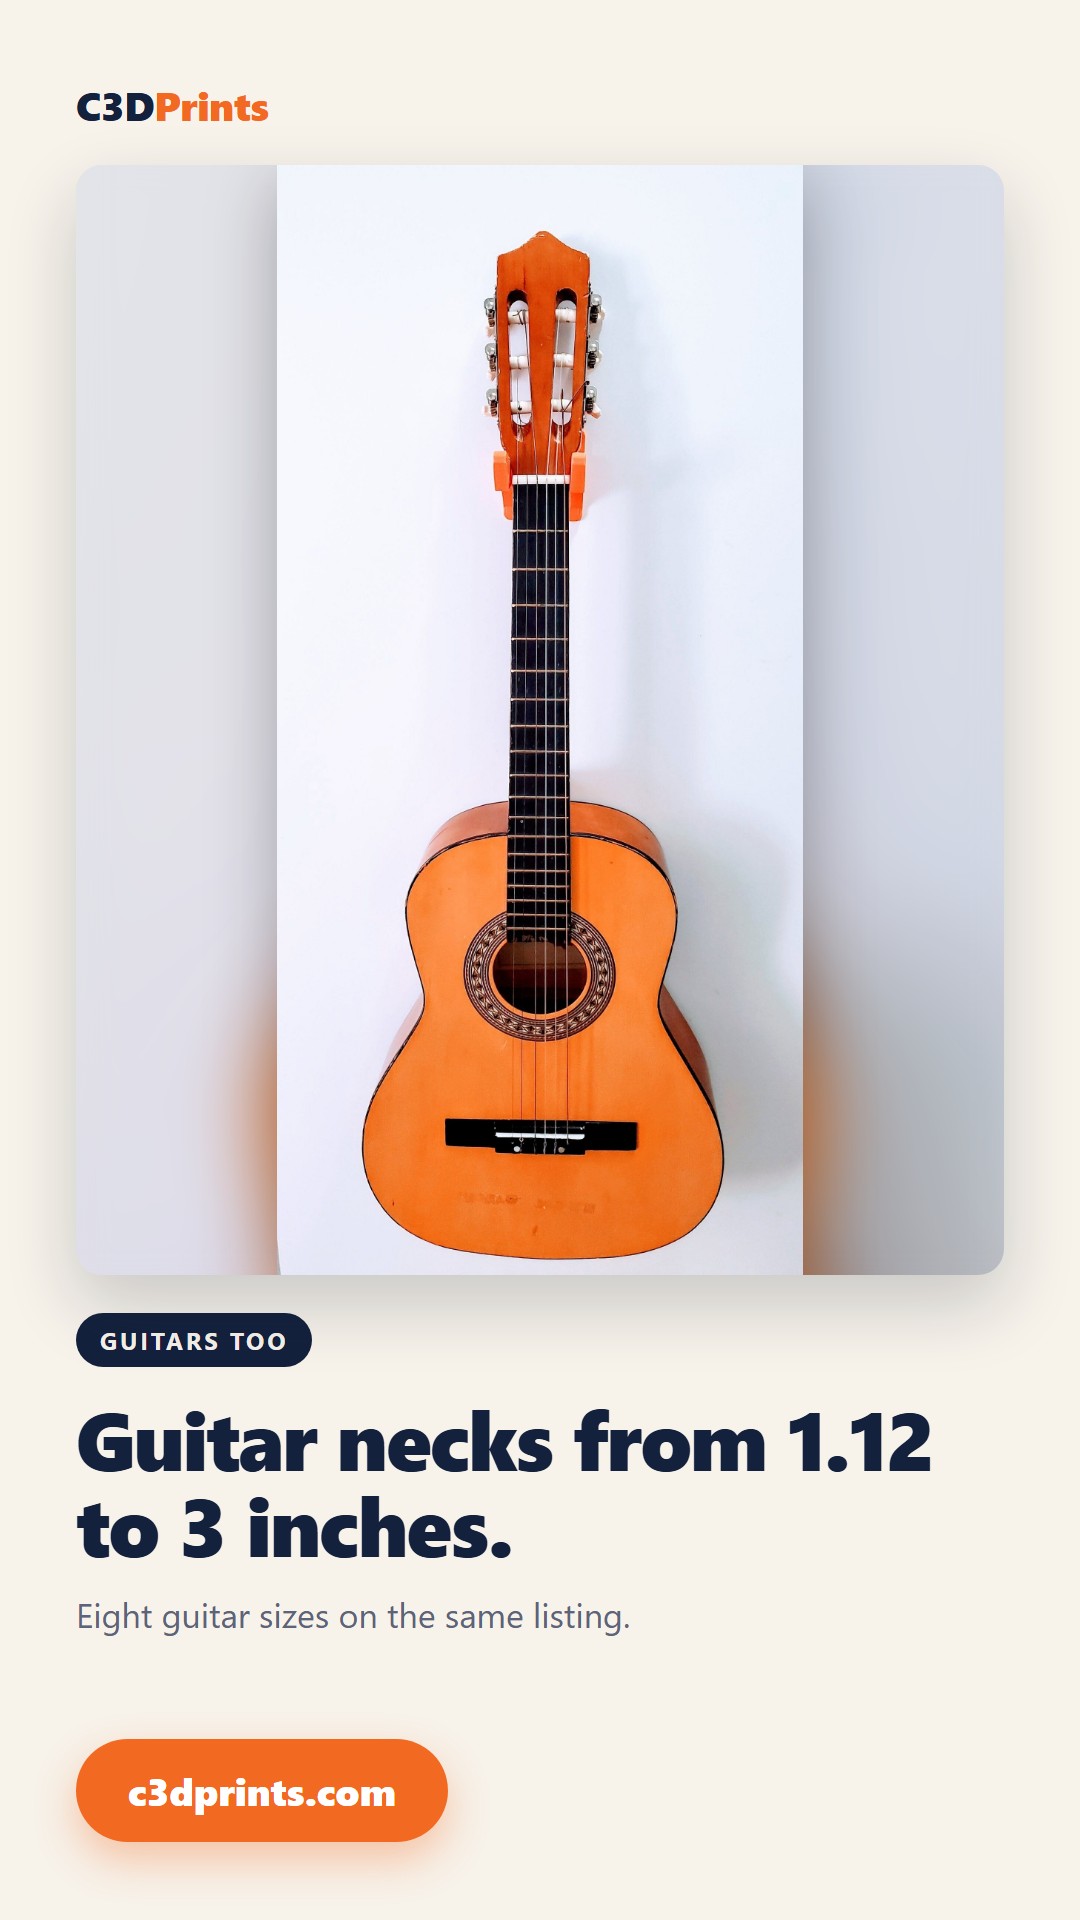 C3DPrints
GUITARS TOO
Guitar necks from 1.12
to 3 inches.
Eight guitar sizes on the same listing.
c3dprints.com